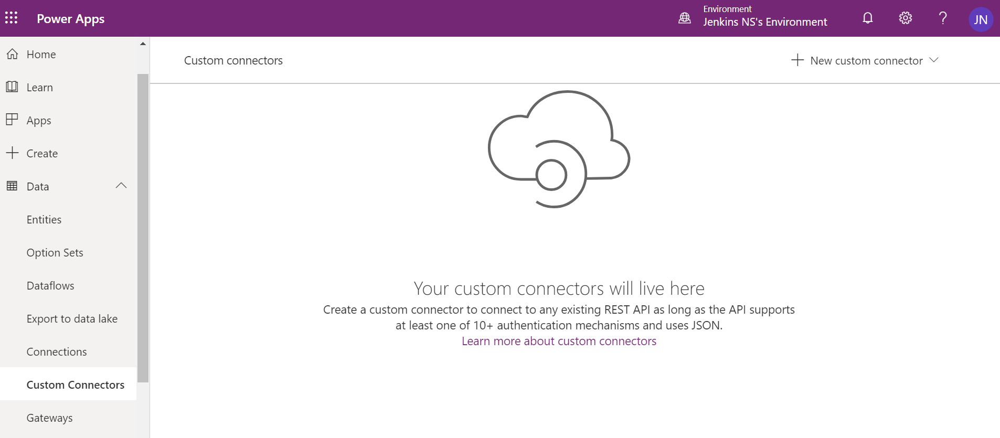 Power Apps
Environment
Jenkins NS's Environment
JN
Home
Learn
Apps
Create
Data
Entities
Option Sets
Dataflows
Export to data lake
Connections
Custom Connectors
Gateways
Custom connectors
New custom connector
Your custom connectors will live here
Create a custom connector to connect to any existing REST API as long as the API supports
at least one of 10+ authentication mechanisms and uses JSON.
Learn more about custom connectors